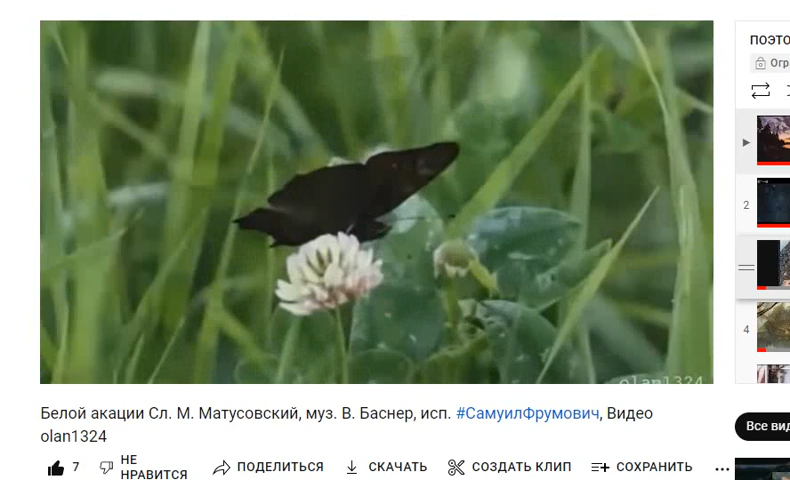 поэто
Огр
2
4
olan1324
Белой акации Сл. М. Матусовский, муз. В. Баснер, исп. #СамуилФрумович, Видео
olan1324
7
НЕ
НРАВИТСЯ
ПОДЕЛИТЬСЯ
СКАЧАТЬ
СОЗДАТЬ КЛИП
СОХРАНИТЬ
Все вид